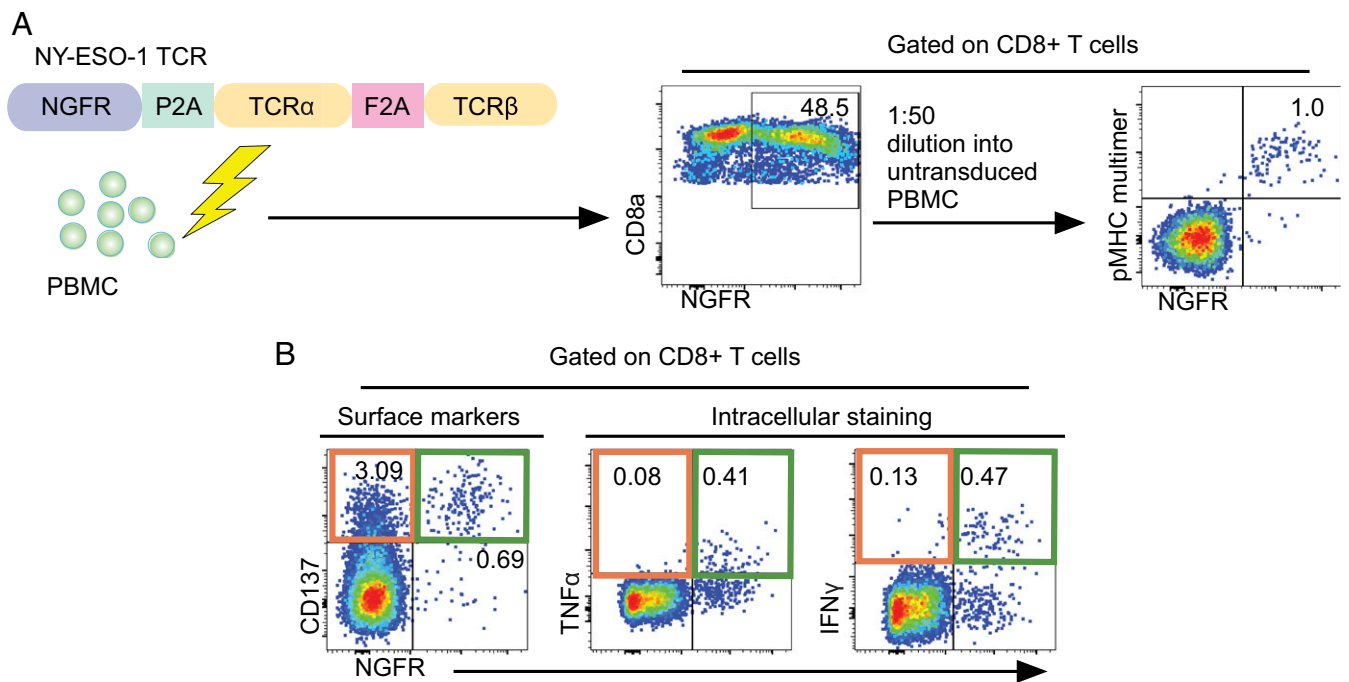 A
NY-ESO-1 TCR
NGFR P2A TCRα F2A TCRβ
PBMC
Gated on CD8+ T cells
48.5
CD8a
NGFR
1:50
dilution into
untransduced
PBMC
1.0
pMHC multimer
NGFR
B
Gated on CD8+ T cells
Surface markers
Intracellular staining
3.09
0.69
CD137
NGFR
0.08 0.41
TNFα
0.13 0.47
IFNγ